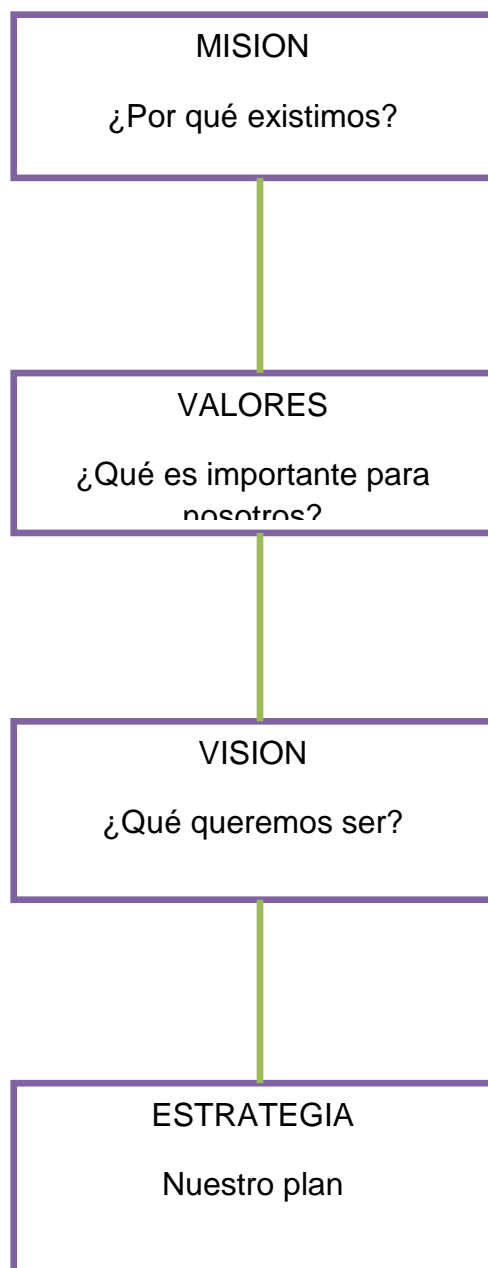 MISION
¿Por qué existimos?
VALORES
¿Qué es importante para
nosotros?
VISION
¿Qué queremos ser?
ESTRATEGIA
Nuestro plan